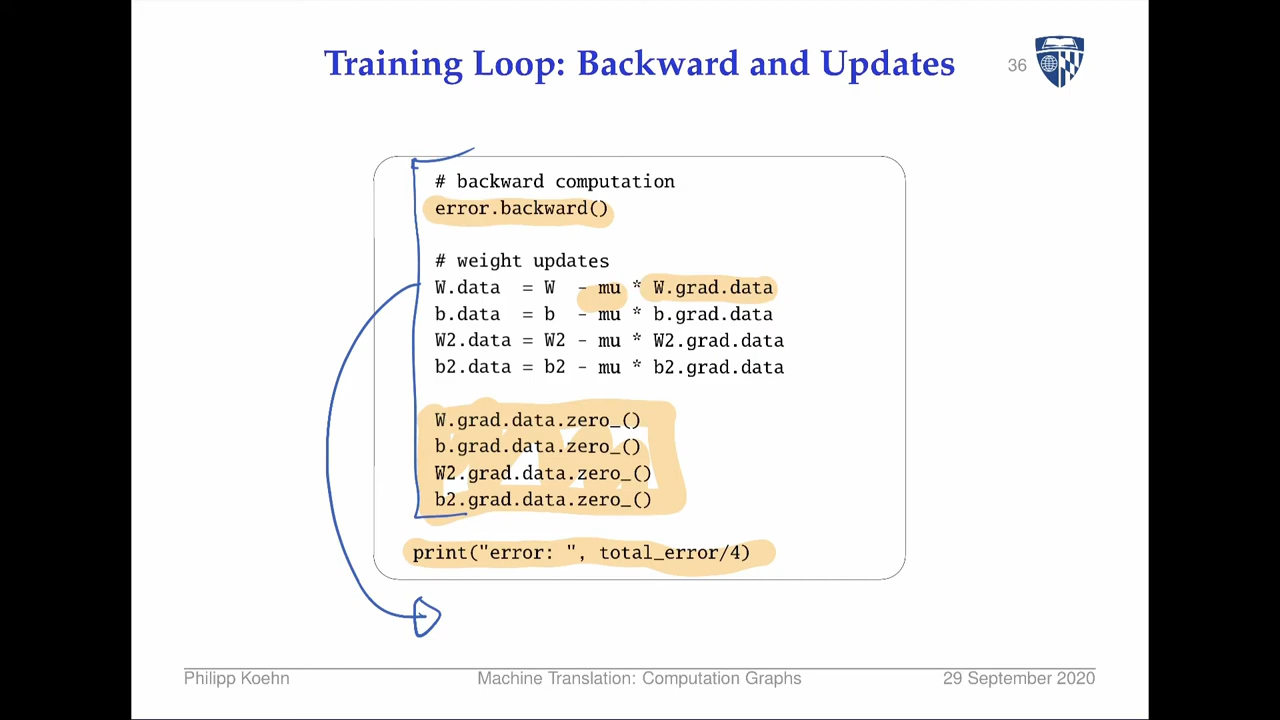 Training Loop: Backward and Updates
36
# backward computation
error.backward()
# weight updates
W.data  = W  - mu * W.grad.data
b.data  = b  - mu * b.grad.data
W2.data = W2 - mu * W2.grad.data
b2.data = b2 - mu * b2.grad.data
W.grad.data.zero_()
b.grad.data.zero_()
W2.grad.data.zero_()
b2.grad.data.zero_()
print("error: ", total_error/4)
Philipp Koehn
Machine Translation: Computation Graphs
29 September 2020